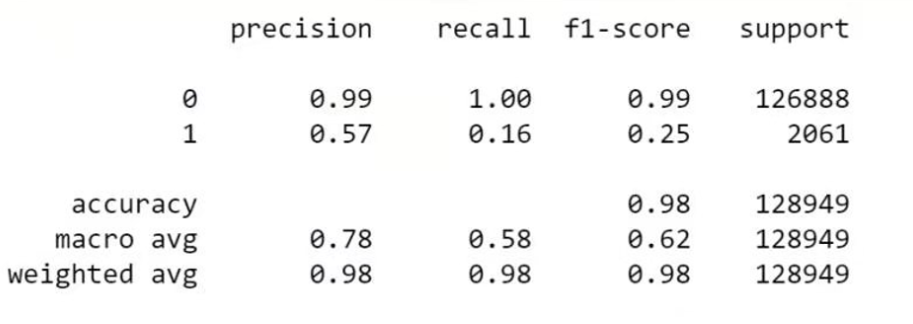 precision recall f1-score support
0 0.99 1.00 0.99 126888
1 0.57 0.16 0.25 2061
accuracy 0.98 128949
macro avg 0.78 0.58 0.62 128949
weighted avg 0.98 0.98 0.98 128949